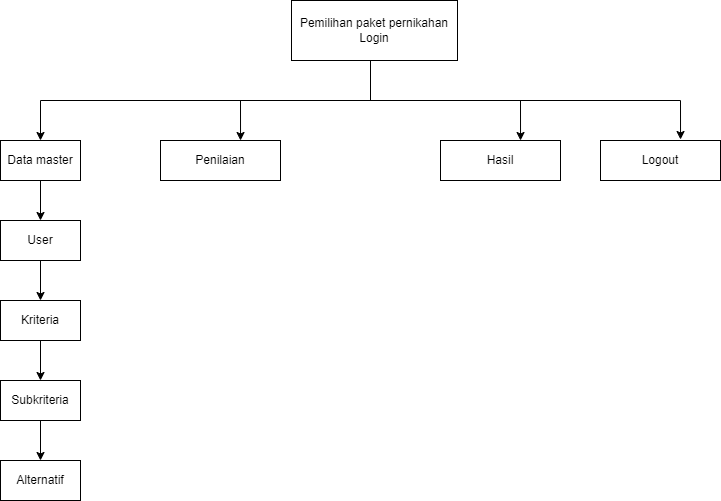 Pemilihan paket pernikahan
Login
Data master
Penilaian
Hasil
Logout
User
Kriteria
Subkriteria
Alternatif